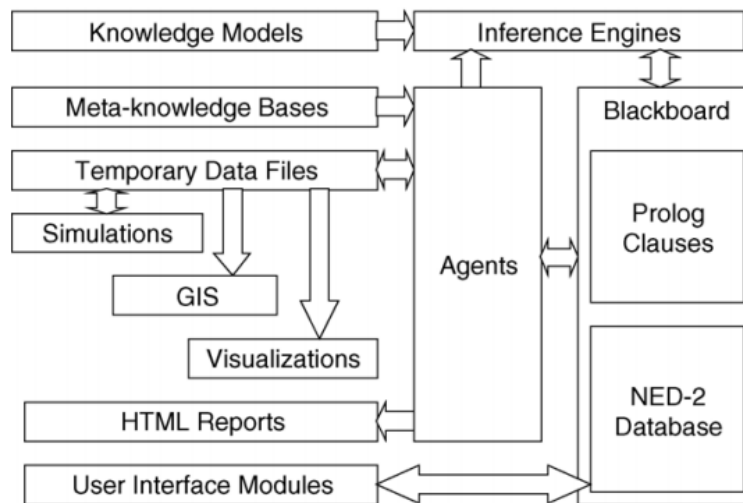 Knowledge Models
Inference Engines
Meta-knowledge Bases
Blackboard
Temporary Data Files
Simulations
Prolog
Clauses
Agents
GIS
Visualizations
HTML Reports
NED-2
Database
User Interface Modules